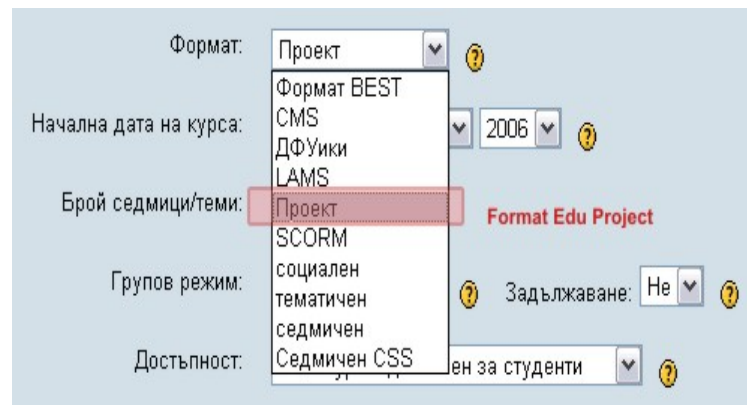 Формат: Проект
Формат BEST
Начална дата на курса: CMS 2006
ДФУики
LAMS
Брой седмици/теми: Проект Format Edu Project
SCORM
социален
Групов режим: Задължаване: Не
тематичен
седмичен
Достъпност: Седмичен CSS ен за студенти